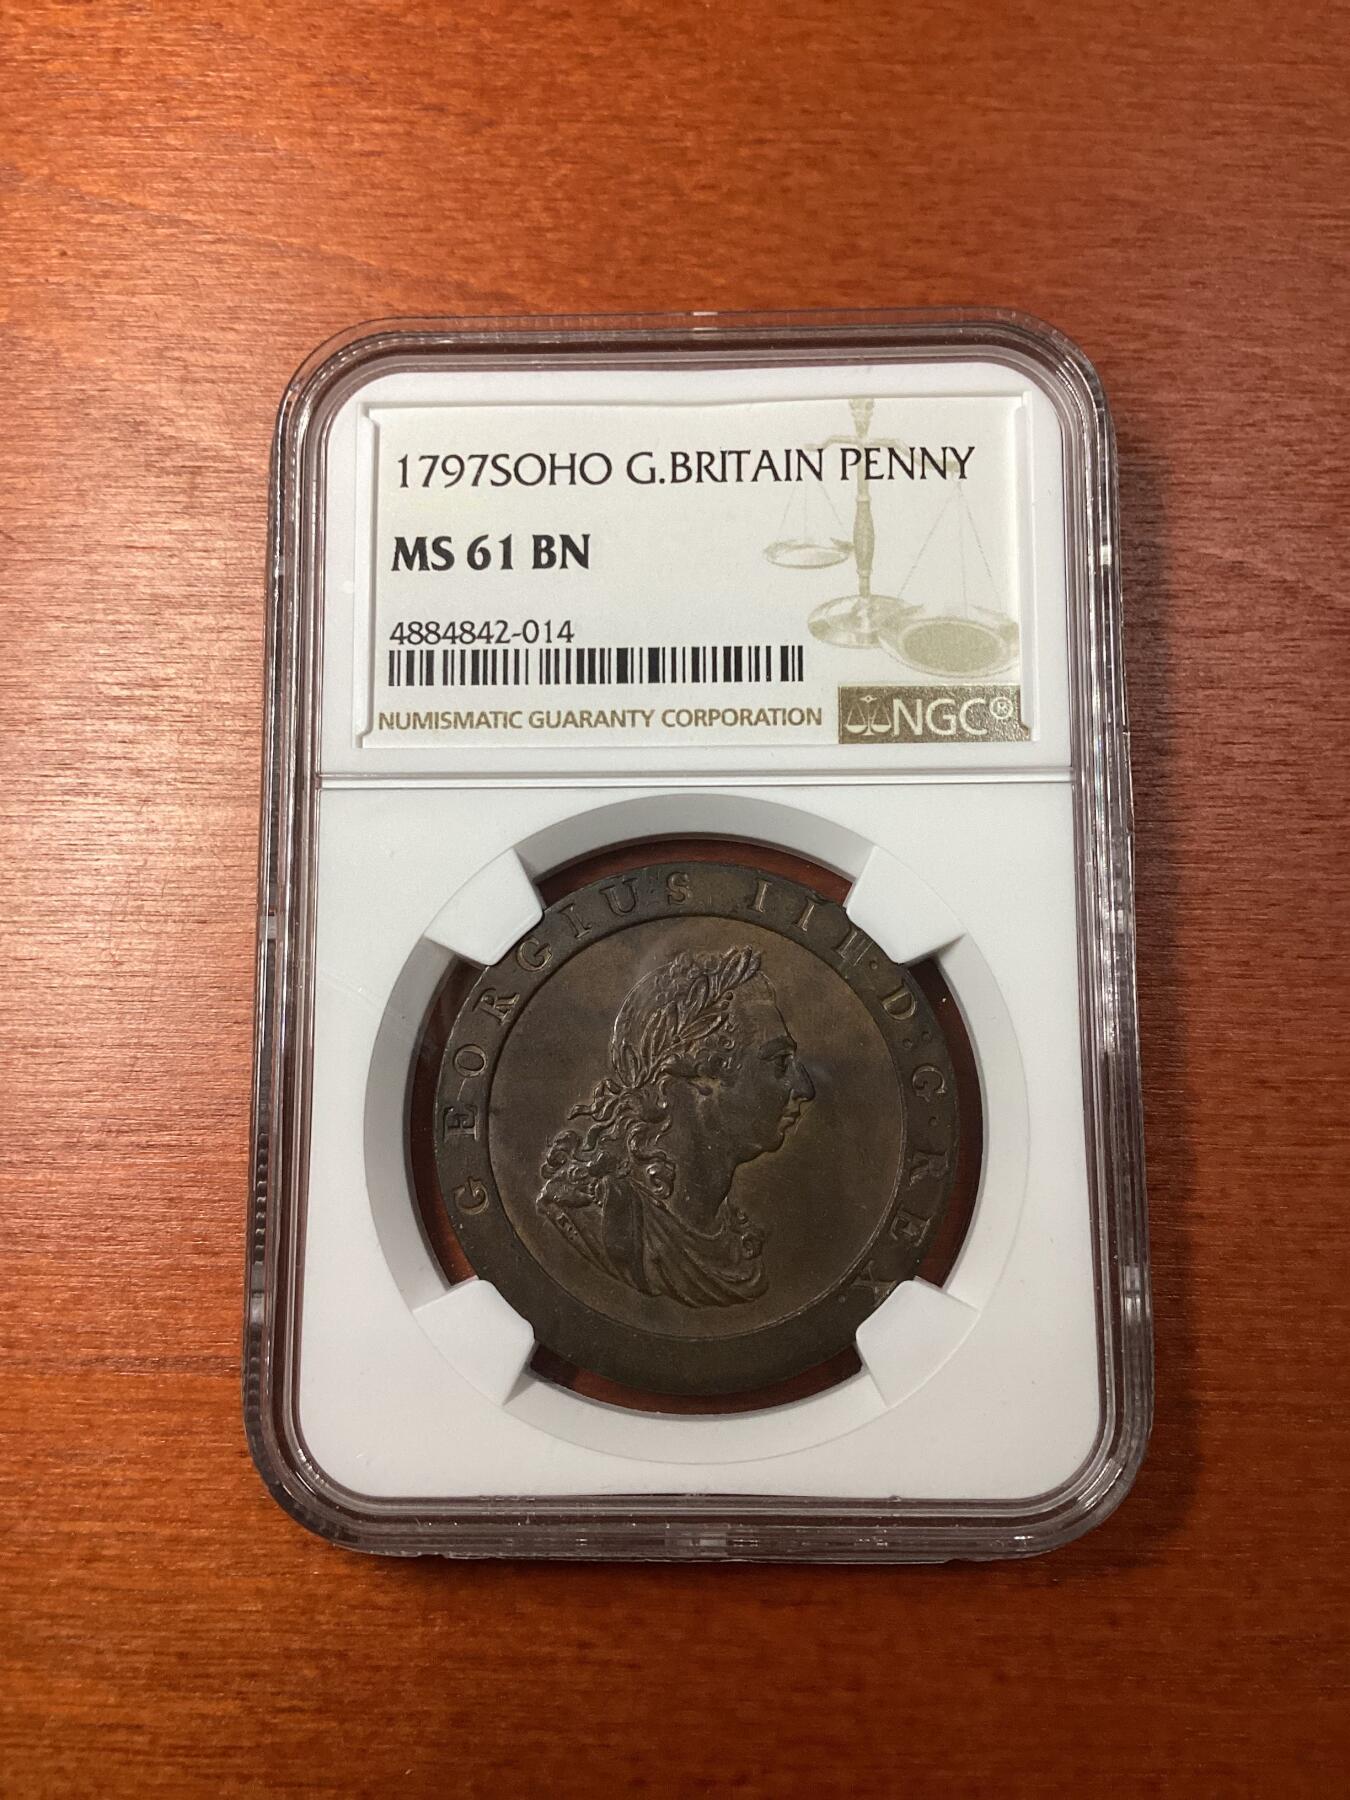 1797SOHO G.BRITAIN PENNY
MS 61 BN
4884842-014
NUMISMATIC GUARANTY CORPORATION
NGC®
GEORGIUS III·D:G·REX.